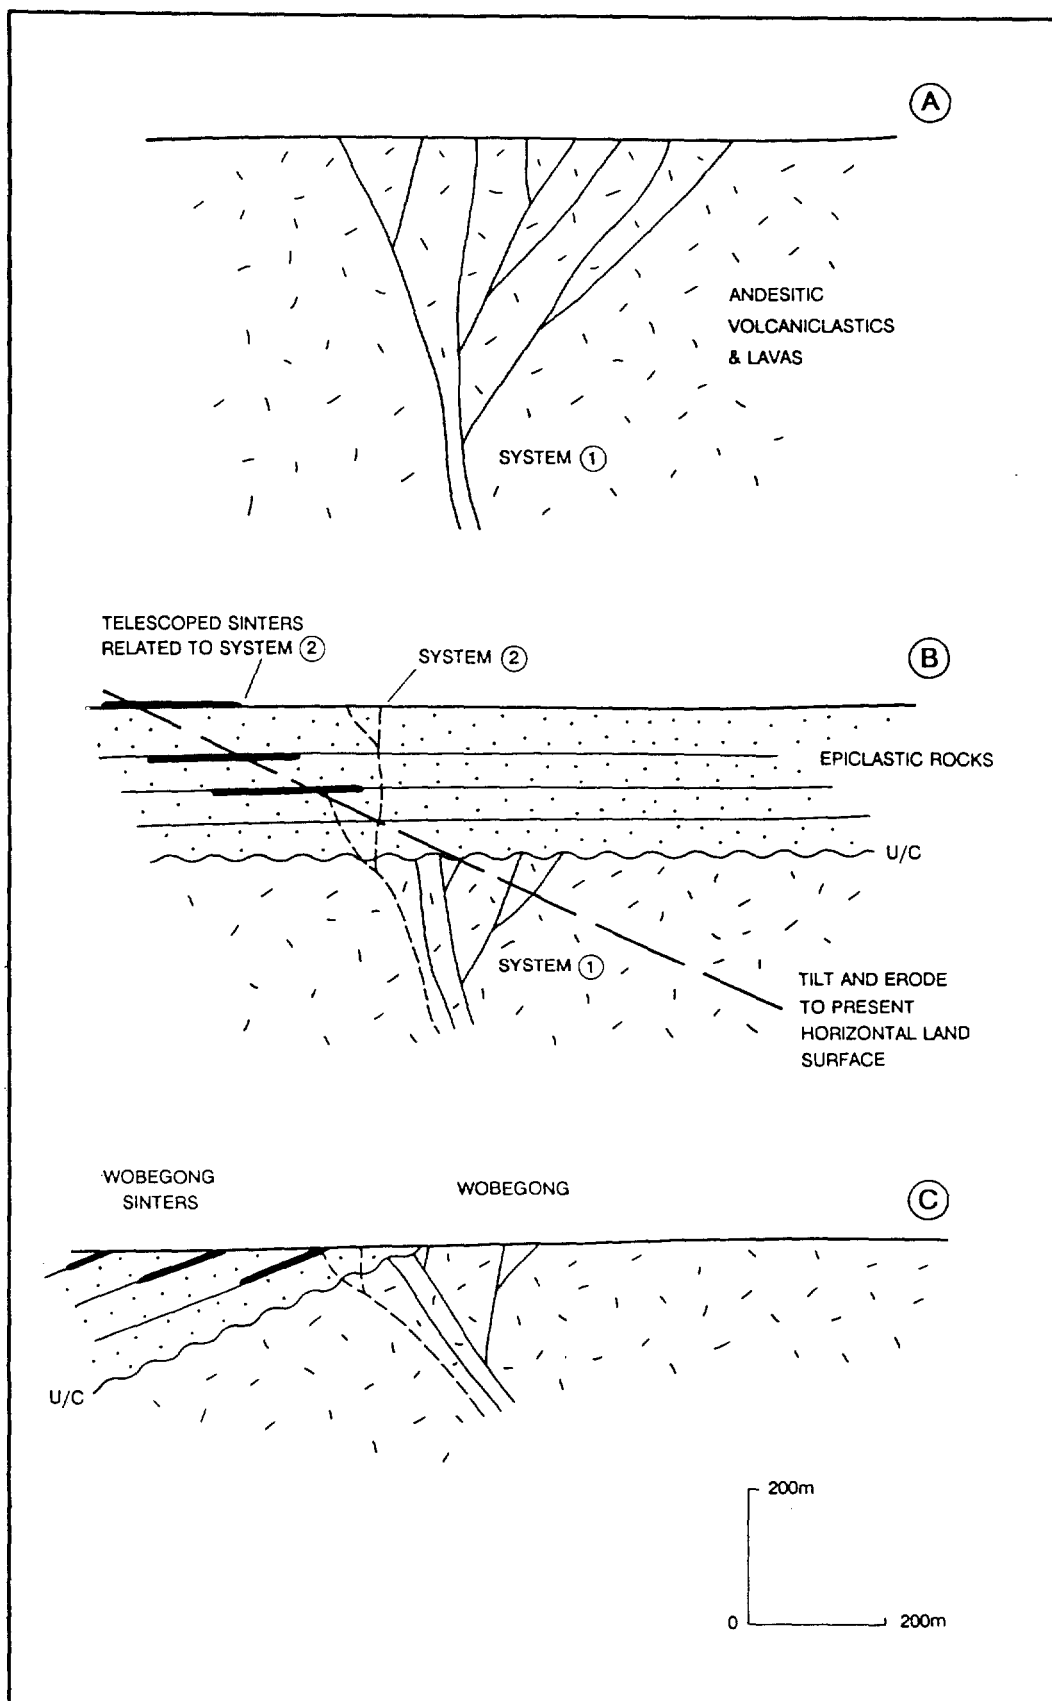 A
ANDESITIC
VOLCANICLASTICS
& LAVAS
SYSTEM ①
TELESCOPED SINTERS
RELATED TO SYSTEM ②
SYSTEM ②
B
EPICLASTIC ROCKS
U/C
SYSTEM ①
TILT AND ERODE
TO PRESENT
HORIZONTAL LAND
SURFACE
WOBEGONG
SINTERS
WOBEGONG
C
U/C
200m
0
200m